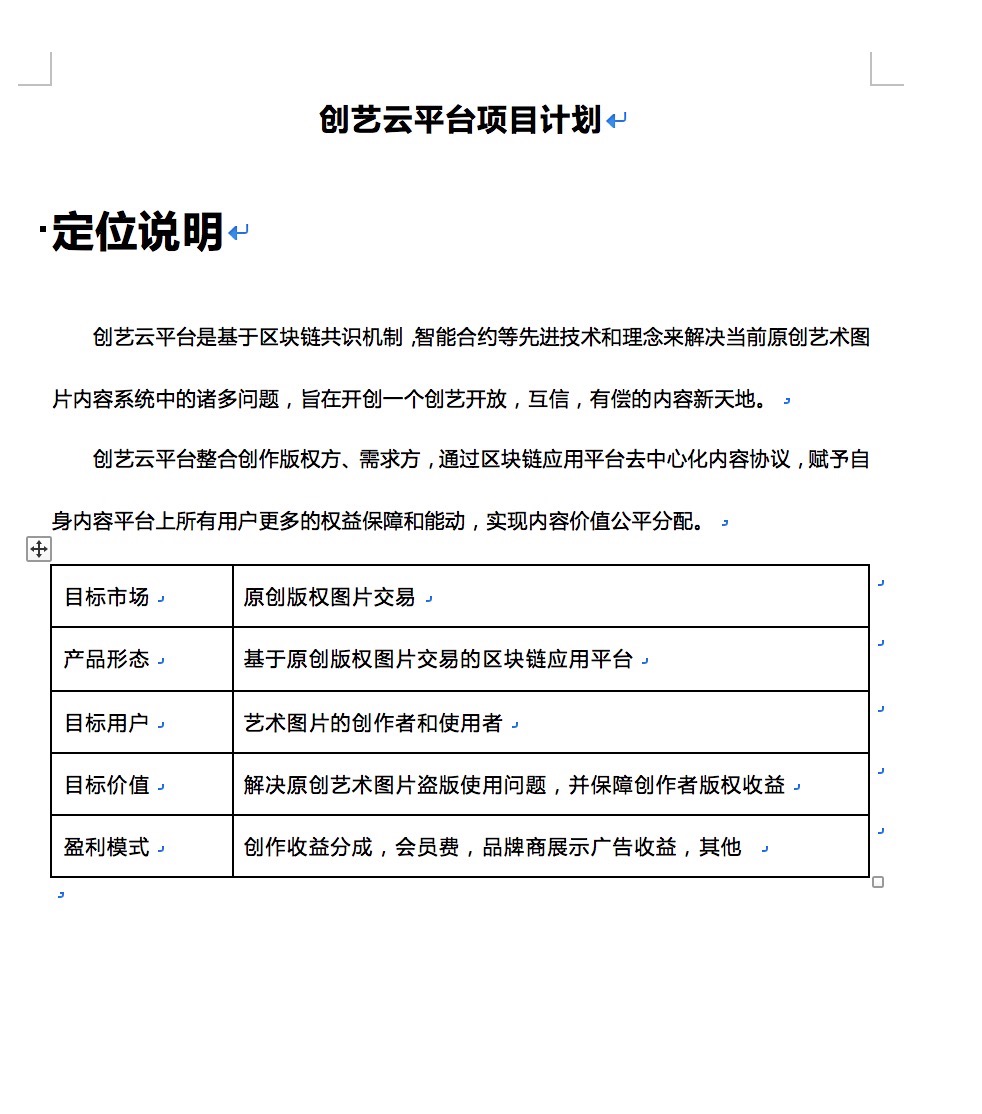 创艺云平台项目计划
定位说明
创艺云平台是基于区块链共识机制,智能合约等先进技术和理念来解决当前原创艺术图
片内容系统中的诸多问题，旨在开创一个创艺开放，互信，有偿的内容新天地。
创艺云平台整合创作版权方、需求方，通过区块链应用平台去中心化内容协议，赋予自
身内容平台上所有用户更多的权益保障和能动，实现内容价值公平分配。
目标市场 原创版权图片交易
产品形态 基于原创版权图片交易的区块链应用平台
目标用户 艺术图片的创作者和使用者
目标价值 解决原创艺术图片盗版使用问题，并保障创作者版权收益
盈利模式 创作收益分成，会员费，品牌商展示广告收益，其他